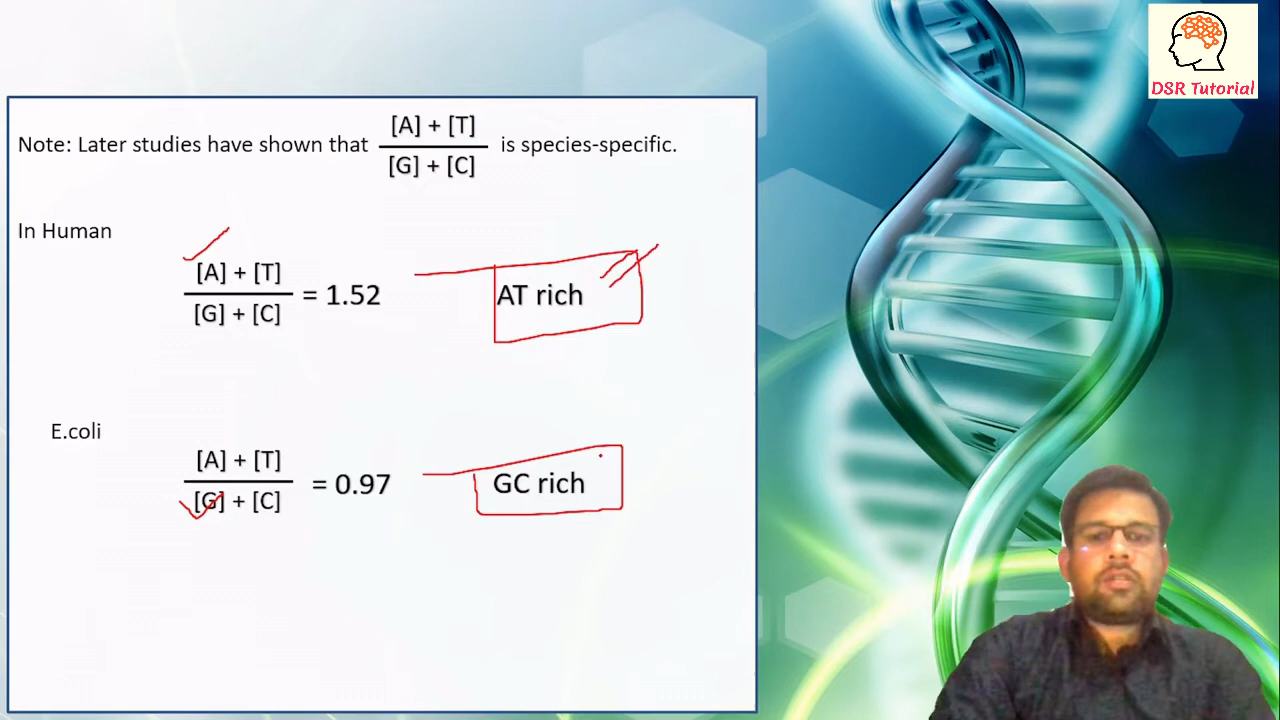 DSR Tutorial
Note: Later studies have shown that [A] + [T] / [G] + [C] is species-specific.
In Human
[A] + [T] / [G] + [C] = 1.52 AT rich
E.coli
[A] + [T] / [G] + [C] = 0.97 GC rich